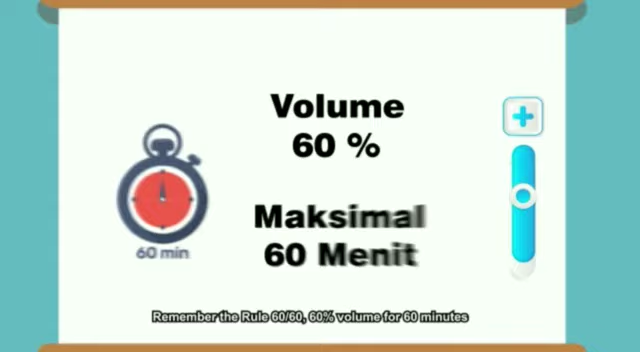 Volume
60 %
Maksimal
60 Menit
60 min
Remember the Rule 60/60, 60% volume for 60 minutes